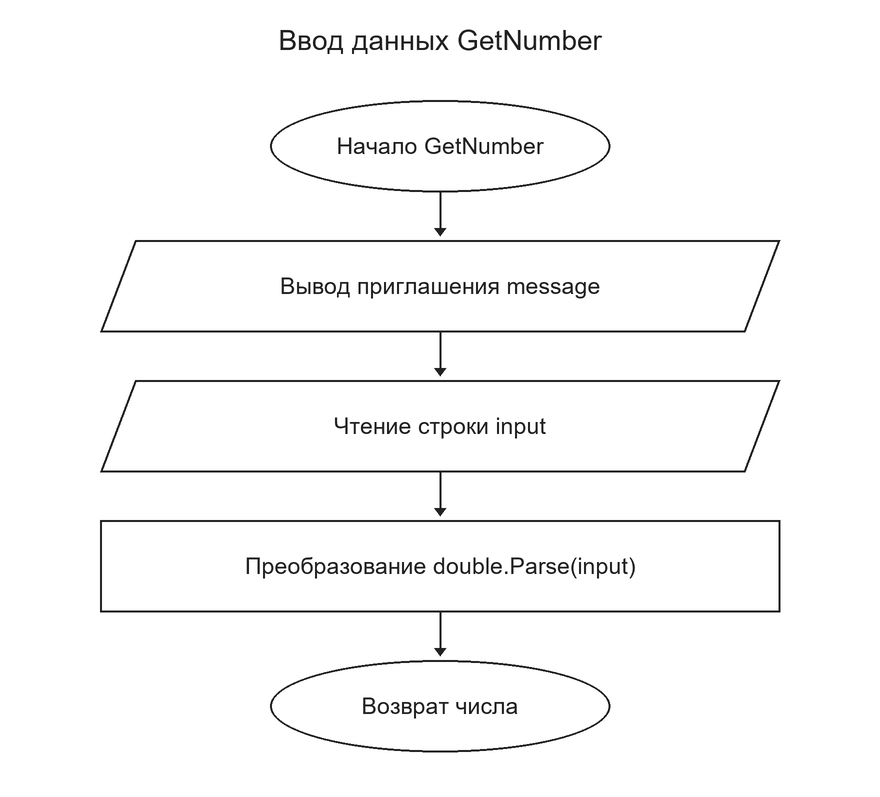 Ввод данных GetNumber
Начало GetNumber
Вывод приглашения message
Чтение строки input
Преобразование double.Parse(input)
Возврат числа